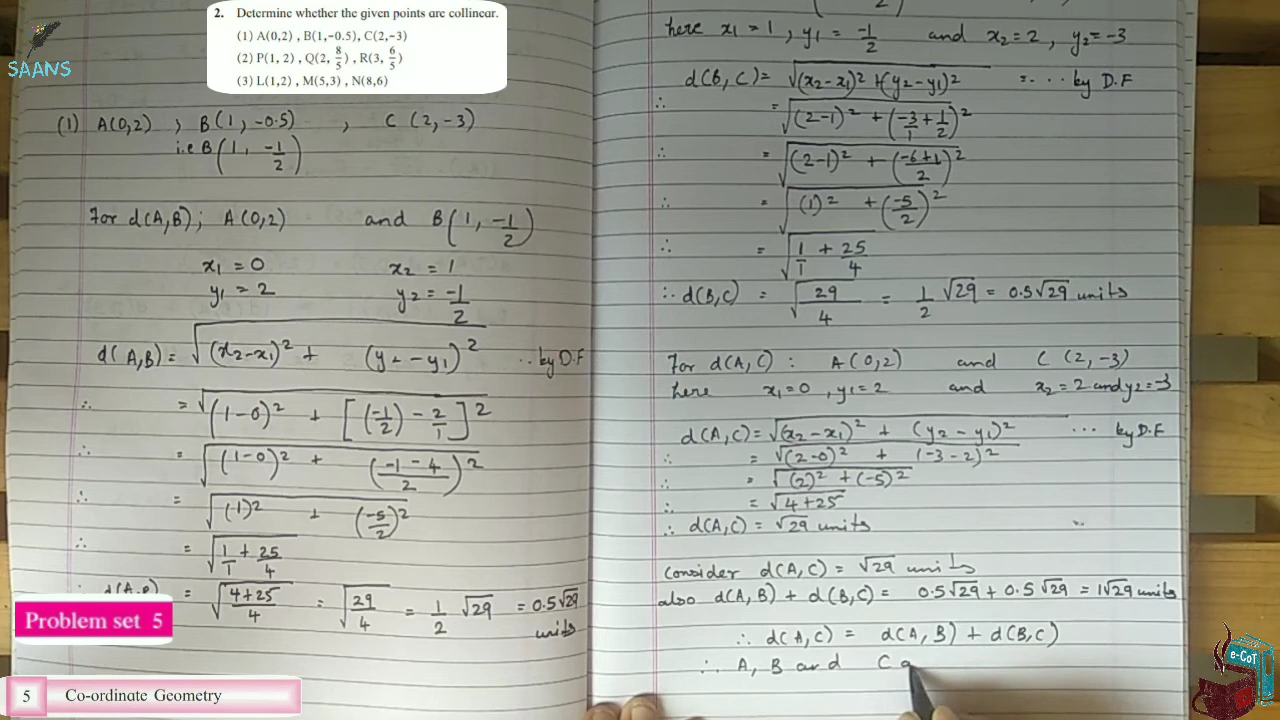 SAANS
2. Determine whether the given points are collinear.
(1) A(0,2) , B(1,-0.5), C(2,-3)
(2) P(1, 2) , Q(2, 8/5) , R(3, 6/5)
(3) L(1,2) , M(5,3) , N(8,6)
(1) A(0,2) , B(1, -0.5) , C (2, -3)
i.e B(1, -1/2)
For d(A,B); A(0,2) and B(1, -1/2)
x₁ = 0 x₂ = 1
y₁ = 2 y₂ = -1/2
d(A,B) = √((x₂-x₁)² + (y₂-y₁)²) ..by D.F
∴ = √((1-0)² + [(-1/2) - 2/1]²)
∴ = √((1-0)² + ((-1-4)/2)²)
∴ = √((1)² + (-5/2)²)
∴ = √(1/1 + 25/4)
∴ d(A,B) = √((4+25)/4) = √(29/4) = 1/2 √29 = 0.5√29
units
Problem set 5
5 Co-ordinate Geometry
here x₁ = 1 , y₁ = -1/2 and x₂ = 2 , y₂ = -3
d(B,C) = √((x₂-x₁)² + (y₂-y₁)²) ... by D.F
∴ = √((2-1)² + (-3/1 + 1/2)²)
∴ = √((2-1)² + ((-6+1)/2)²)
∴ = √((1)² + (-5/2)²)
∴ = √(1/1 + 25/4)
∴ d(B,C) = √(29/4) = 1/2 √29 = 0.5√29 units
For d(A,C) : A(0,2) and C (2,-3)
here x₁=0 , y₁=2 and x₂=2 and y₂=-3
d(A,C) = √((x₂-x₁)² + (y₂-y₁)²) ... by D.F
∴ = √((2-0)² + (-3-2)²)
∴ = √((2)² + (-5)²)
∴ = √(4+25)
∴ d(A,C) = √29 units
Consider d(A,C) = √29 units
also d(A,B) + d(B,C) = 0.5√29 + 0.5√29 = 1√29 units
∴ d(A,C) = d(A,B) + d(B,C)
∴ A, B and C a
e-CoT